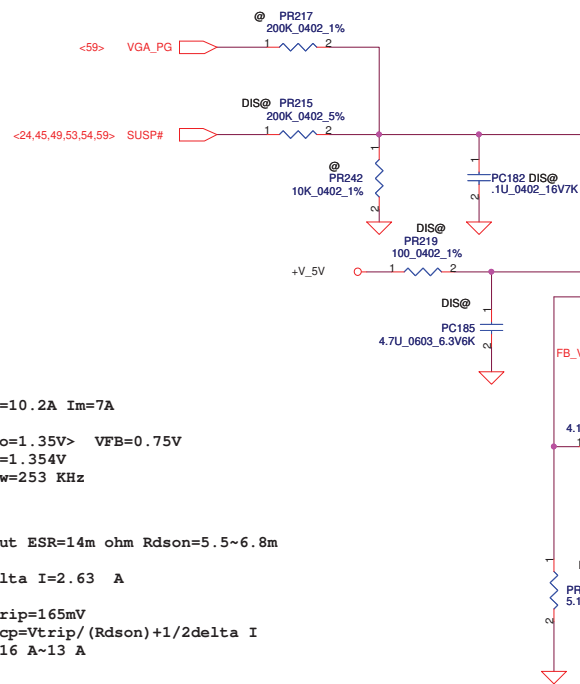 @ PR217
200K_0402_1%
<59> VGA_PG
1 2
DIS@ PR215
200K_0402_5%
<24,45,49,53,54,59> SUSP#
1 2
@
PR242
10K_0402_1%
1
2
PC182 DIS@
.1U_0402_16V7K
1
2
DIS@
PR219
100_0402_1%
+V_5V
1 2
DIS@
PC185
4.7U_0603_6.3V6K
1
2
FB_V
=10.2A Im=7A
o=1.35V> VFB=0.75V
=1.354V
w=253 KHz
4.1
1
ut ESR=14m ohm Rdson=5.5~6.8m
lta I=2.63 A
rip=165mV
cp=Vtrip/(Rdson)+1/2delta I
16 A~13 A
1
2
PR
5.1